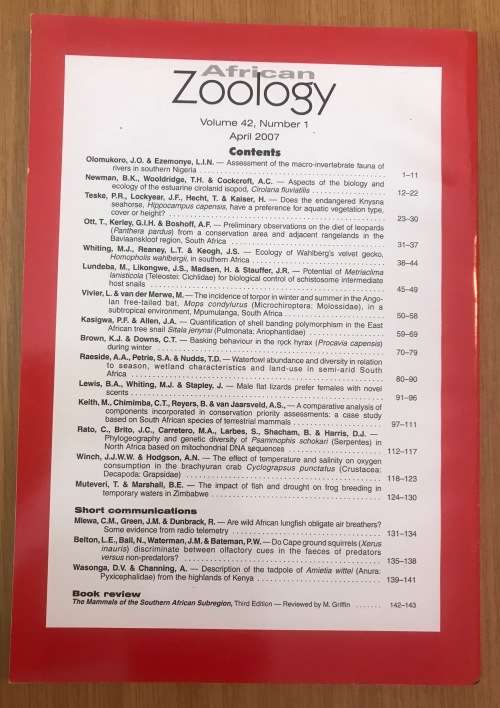 African
Zoology
Volume 42, Number 1
April 2007
Contents
Olomukoro, J.O. & Ezemonye, L.I.N. — Assessment of the macro-invertebrate fauna of
rivers in southern Nigeria . . . . . . . . . . 1–11
Newman, B.K., Wooldridge, T.H. & Cockcroft, A.C. — Aspects of the biology and
ecology of the estuarine cirolanid isopod, Cirolana fluviatilis . . . . . . . . . . 12–22
Teske, P.R., Lockyear, J.F., Hecht, T. & Kaiser, H. — Does the endangered Knysna
seahorse, Hippocampus capensis, have a preference for aquatic vegetation type,
cover or height? . . . . . . . . . . 23–30
Ott, T., Kerley, G.I.H. & Boshoff, A.F. — Preliminary observations on the diet of leopards
(Panthera pardus) from a conservation area and adjacent rangelands in the
Baviaanskloof region, South Africa . . . . . . . . . . 31–37
Whiting, M.J., Reaney, L.T. & Keogh, J.S. — Ecology of Wahlberg's velvet gecko,
Homopholis wahlbergii, in southern Africa . . . . . . . . . . 38–44
Lundeba, M., Likongwe, J.S., Madsen, H. & Stauffer, J.R. — Potential of Metriaclima
lanisticola (Teleostei: Cichlidae) for biological control of schistosome intermediate
host snails . . . . . . . . . . 45–49
Vivier, L. & van der Merwe, M. — The incidence of torpor in winter and summer in the Ango-
lan free-tailed bat, Mops condylurus (Microchiroptera: Molossidae), in a
subtropical environment, Mpumulanga, South Africa . . . . . . . . . . 50–58
Kasigwa, P.F. & Allen, J.A. — Quantification of shell banding polymorphism in the East
African tree snail Sitala jenynsi (Pulmonata: Ariophantidae) . . . . . . . . . . 59–69
Brown, K.J. & Downs, C.T. — Basking behaviour in the rock hyrax (Procavia capensis)
during winter . . . . . . . . . . 70–79
Raeside, A.A., Petrie, S.A. & Nudds, T.D. — Waterfowl abundance and diversity in relation
to season, wetland characteristics and land-use in semi-arid South
Africa . . . . . . . . . . 80–90
Lewis, B.A., Whiting, M.J. & Stapley, J. — Male flat lizards prefer females with novel
scents . . . . . . . . . . 91–96
Keith, M., Chimimba, C.T., Reyers, B. & van Jaarsveld, A.S., — A comparative analysis of
components incorporated in conservation priority assessments: a case study
based on South African species of terrestrial mammals . . . . . . . . . . 97–111
Rato, C., Brito, J.C., Carretero, M.A., Larbes, S., Shacham, B. & Harris, D.J. —
Phylogeography and genetic diversity of Psammophis schokari (Serpentes) in
North Africa based on mitochondrial DNA sequences . . . . . . . . . . 112–117
Winch, J.J.W.W. & Hodgson, A.N. — The effect of temperature and salinity on oxygen
consumption in the brachyuran crab Cyclograpsus punctatus (Crustacea:
Decapoda: Grapsidae) . . . . . . . . . . 118–123
Muteveri, T. & Marshall, B.E. — The impact of fish and drought on frog breeding in
temporary waters in Zimbabwe . . . . . . . . . . 124–130
Short communications
Mlewa, C.M., Green, J.M. & Dunbrack, R. — Are wild African lungfish obligate air breathers?
Some evidence from radio telemetry . . . . . . . . . . 131–134
Belton, L.E., Ball, N., Waterman, J.M. & Bateman, P.W. — Do Cape ground squirrels (Xerus
mauris) discriminate between olfactory cues in the faeces of predators
versus non-predators? . . . . . . . . . . 135–138
Wasonga, D.V. & Channing, A. — Description of the tadpole of Amietia wittei (Anura:
Pyxicephalidae) from the highlands of Kenya . . . . . . . . . . 139–141
Book review
The Mammals of the Southern African Subregion, Third Edition — Reviewed by M. Griffin . . . . . . . 142–143